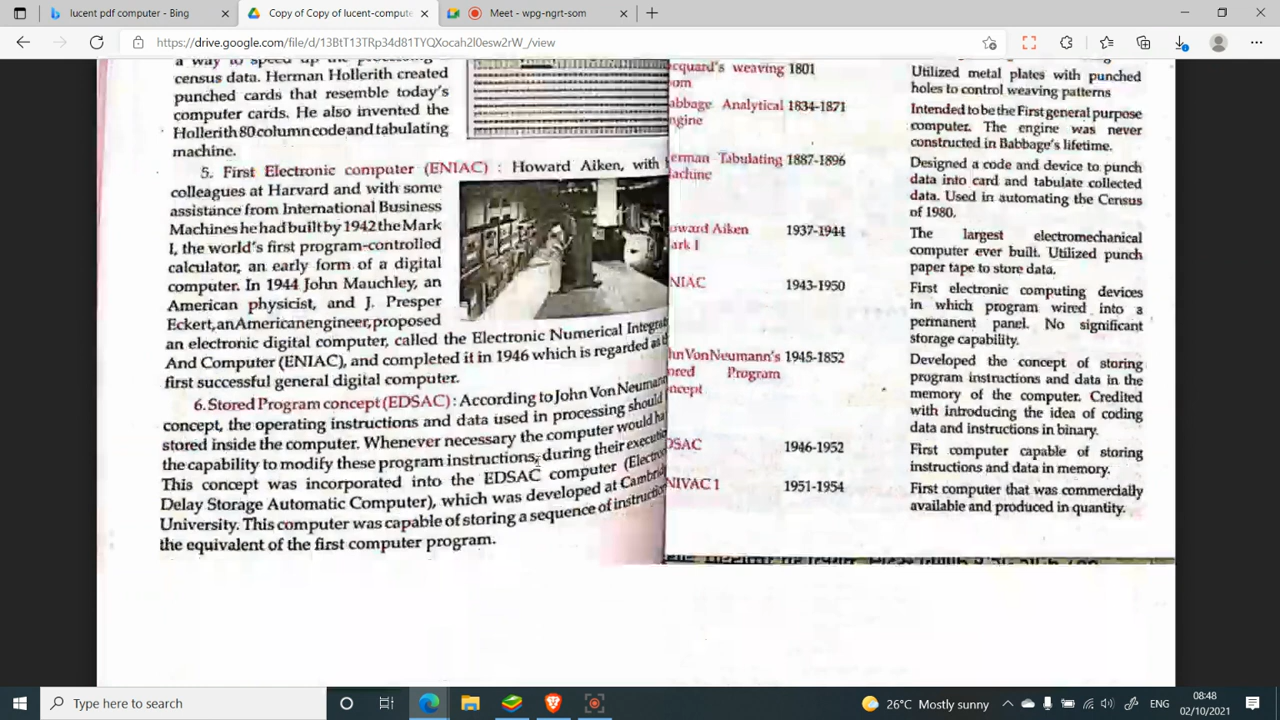 lucent pdf computer - Bing
Copy of Copy of lucent-compute
Meet - wpg-ngrt-som
https://drive.google.com/file/d/13BtT13TRp34d81TYQXocah2l0esw2rW_/view
a way to speed up the processing
census data. Herman Hollerith created
punched cards that resemble today's
computer cards. He also invented the
Hollerith 80 column code and tabulating
machine.
5. First Electronic computer (ENIAC) : Howard Aiken, with
colleagues at Harvard and with some
assistance from International Business
Machines he had built by 1942 the Mark
I, the world's first program-controlled
calculator, an early form of a digital
computer. In 1944 John Mauchley, an
American physicist, and J. Presper
Eckert, an American engineer, proposed
an electronic digital computer, called the Electronic Numerical Integrat
And Computer (ENIAC), and completed it in 1946 which is regarded as th
first successful general digital computer.
6. Stored Program concept (EDSAC) : According to John Von Neumann
concept, the operating instructions and data used in processing should
stored inside the computer. Whenever necessary the computer would ha
the capability to modify these program instructions, during their executio
This concept was incorporated into the EDSAC computer (Electro
Delay Storage Automatic Computer), which was developed at Cambrid
University. This computer was capable of storing a sequence of instruction
the equivalent of the first computer program.
cquard's weaving 1801
om
Utilized metal plates with punched
holes to control weaving patterns
abbage Analytical 1834-1871
ngine
Intended to be the First general purpose
computer. The engine was never
constructed in Babbage's lifetime.
erman Tabulating 1887-1896
achine
Designed a code and device to punch
data into card and tabulate collected
data. Used in automating the Census
of 1980.
oward Aiken 1937-1944
ark I
The largest electromechanical
computer ever built. Utilized punch
paper tape to store data.
NIAC 1943-1950
First electronic computing devices
in which program wired into a
permanent panel. No significant
storage capability.
hn Von Neumann's 1945-1852
ored Program
oncept
Developed the concept of storing
program instructions and data in the
memory of the computer. Credited
with introducing the idea of coding
data and instructions in binary.
DSAC 1946-1952
First computer capable of storing
instructions and data in memory.
NIVAC 1 1951-1954
First computer that was commercially
available and produced in quantity.
Type here to search
26°C Mostly sunny
ENG
08:48
02/10/2021